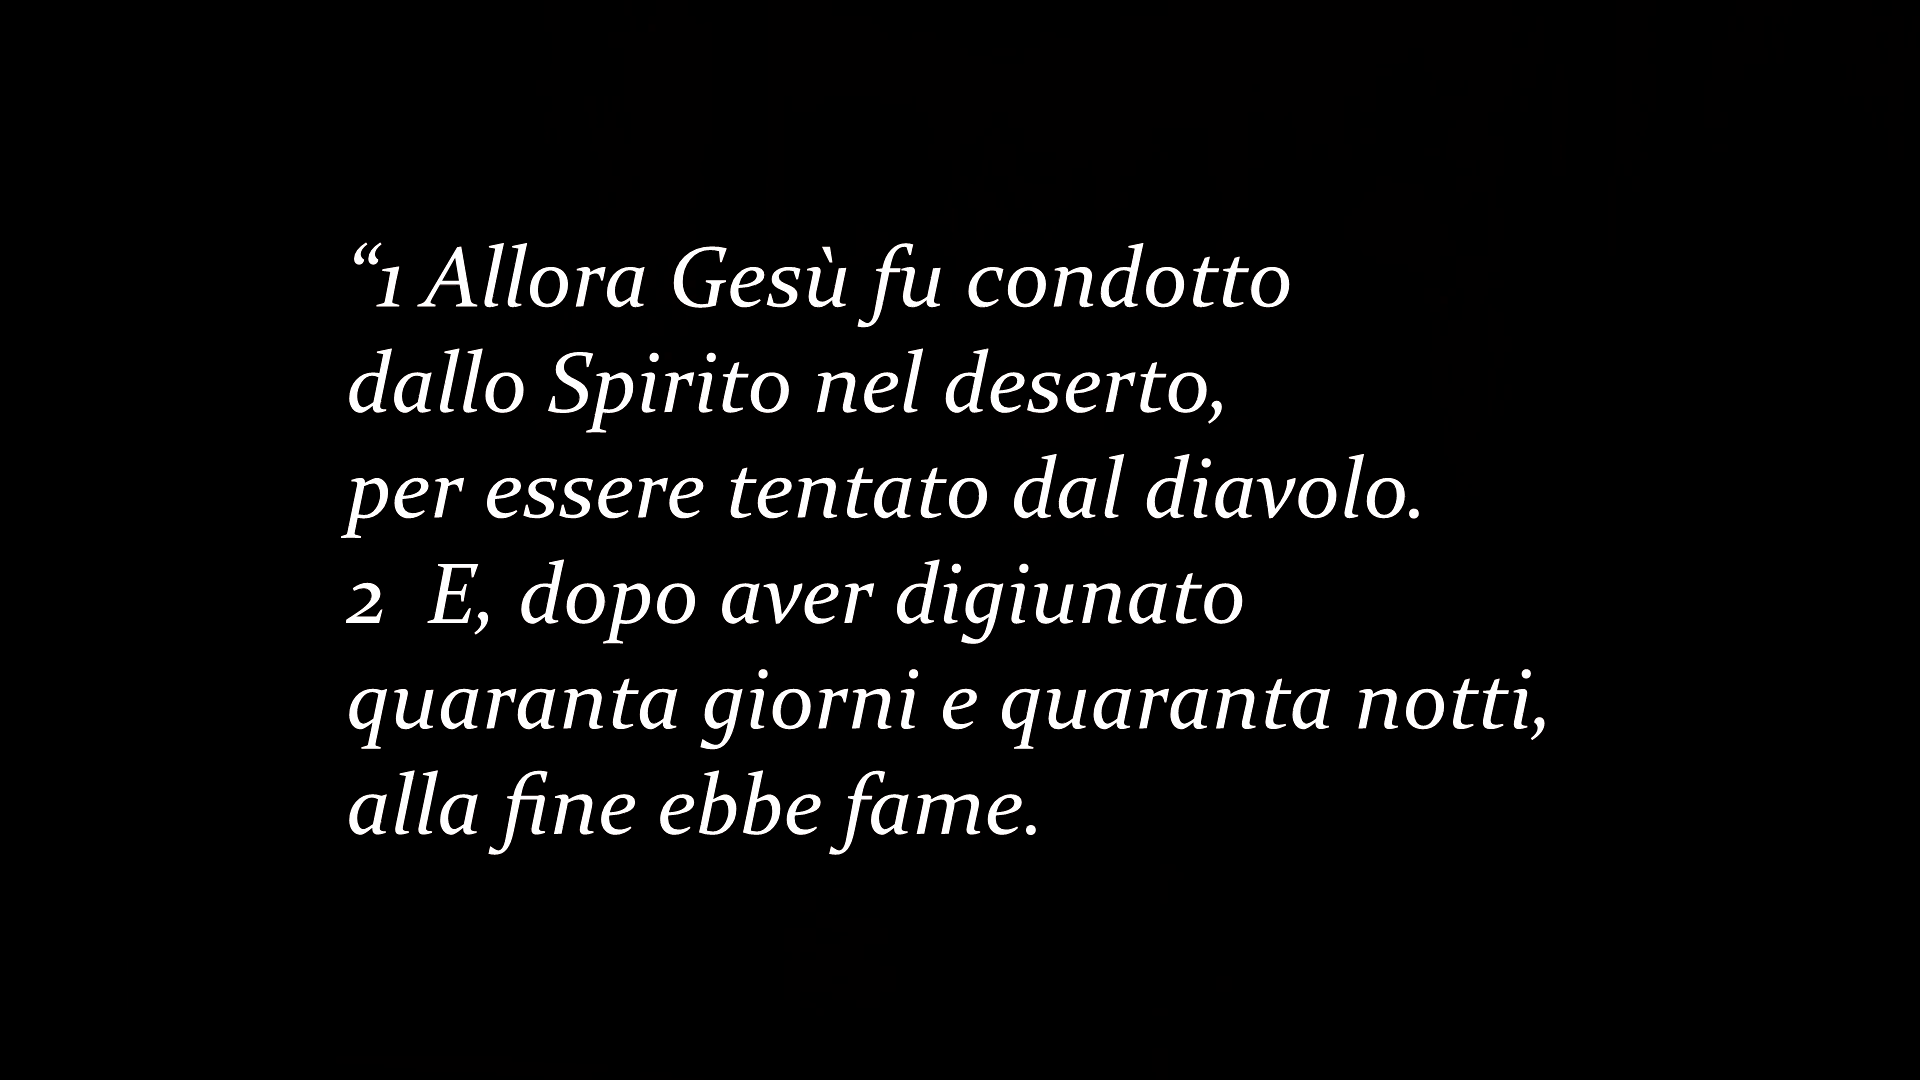 “1 Allora Gesù fu condotto
dallo Spirito nel deserto,
per essere tentato dal diavolo.
2  E, dopo aver digiunato
quaranta giorni e quaranta notti,
alla fine ebbe fame.